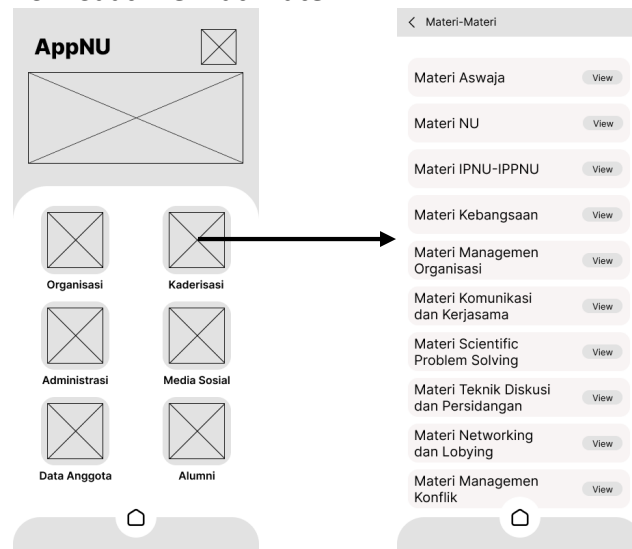 AppNU
Organisasi
Kaderisasi
Administrasi
Media Sosial
Data Anggota
Alumni
Materi-Materi
Materi Aswaja
View
Materi NU
View
Materi IPNU-IPPNU
View
Materi Kebangsaan
View
Materi Managemen
Organisasi
View
Materi Komunikasi
dan Kerjasama
View
Materi Scientific
Problem Solving
View
Materi Teknik Diskusi
dan Persidangan
View
Materi Networking
dan Lobying
View
Materi Managemen
Konflik
View